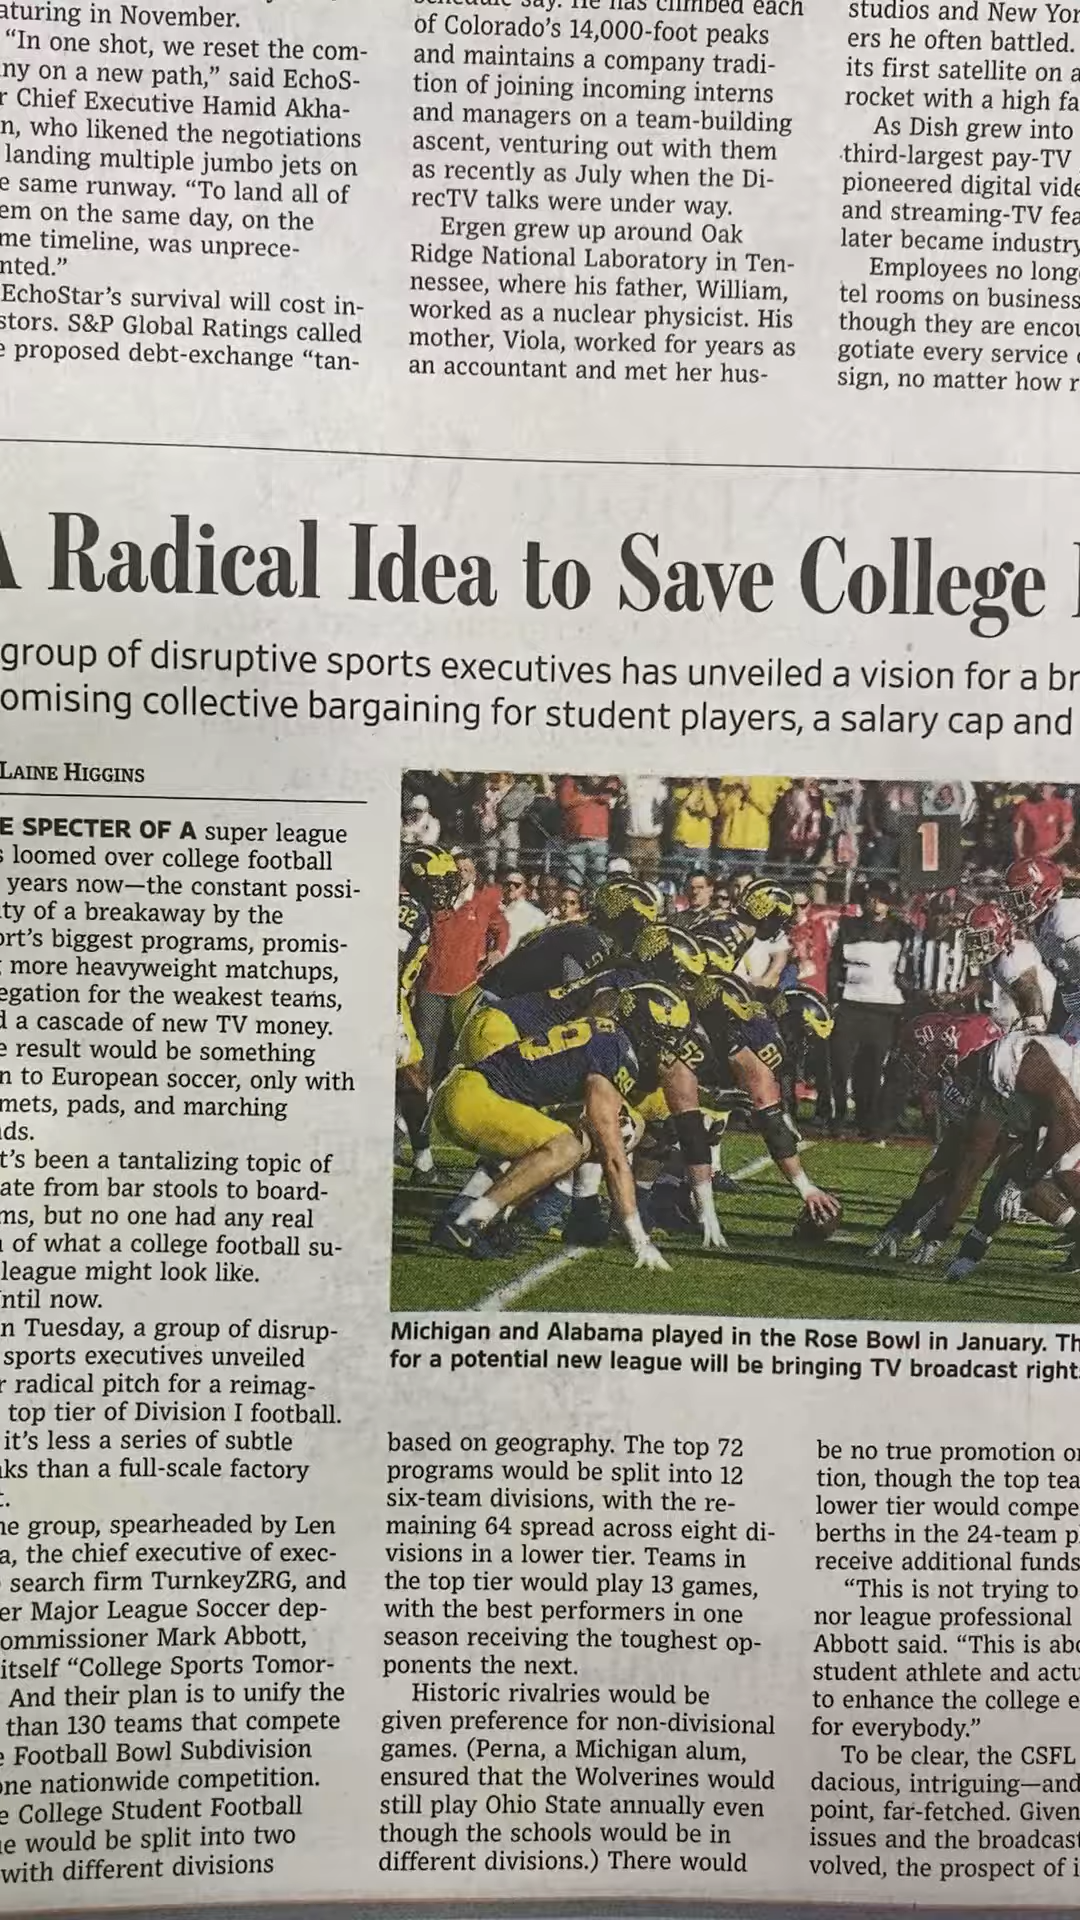 aturing in November.
“In one shot, we reset the com-
ny on a new path,” said EchoS-
r Chief Executive Hamid Akha-
n, who likened the negotiations
landing multiple jumbo jets on
e same runway. “To land all of
em on the same day, on the
me timeline, was unprece-
nted.”
EchoStar’s survival will cost in-
stors. S&P Global Ratings called
e proposed debt-exchange “tan-
schedule say. He has climbed each
of Colorado’s 14,000-foot peaks
and maintains a company tradi-
tion of joining incoming interns
and managers on a team-building
ascent, venturing out with them
as recently as July when the Di-
recTV talks were under way.
Ergen grew up around Oak
Ridge National Laboratory in Ten-
nessee, where his father, William,
worked as a nuclear physicist. His
mother, Viola, worked for years as
an accountant and met her hus-
studios and New Yor
ers he often battled.
its first satellite on a
rocket with a high fa
As Dish grew into
third-largest pay-TV
pioneered digital vide
and streaming-TV fea
later became industry
Employees no long
tel rooms on business
though they are encou
gotiate every service
sign, no matter how r
A Radical Idea to Save College
group of disruptive sports executives has unveiled a vision for a br
omising collective bargaining for student players, a salary cap and
LAINE HIGGINS
E SPECTER OF A super league
s loomed over college football
years now—the constant possi-
ty of a breakaway by the
ort’s biggest programs, promis-
more heavyweight matchups,
egation for the weakest teams,
d a cascade of new TV money.
e result would be something
n to European soccer, only with
mets, pads, and marching
ds.
t’s been a tantalizing topic of
ate from bar stools to board-
ms, but no one had any real
of what a college football su-
league might look like.
ntil now.
n Tuesday, a group of disrup-
sports executives unveiled
r radical pitch for a reimag-
top tier of Division I football.
it’s less a series of subtle
ks than a full-scale factory
t.
he group, spearheaded by Len
a, the chief executive of exec-
search firm TurnkeyZRG, and
er Major League Soccer dep-
ommissioner Mark Abbott,
itself “College Sports Tomor-
And their plan is to unify the
than 130 teams that compete
e Football Bowl Subdivision
one nationwide competition.
e College Student Football
ue would be split into two
with different divisions
1
82
9
89
52
60
50
Michigan and Alabama played in the Rose Bowl in January. Th
for a potential new league will be bringing TV broadcast right
based on geography. The top 72
programs would be split into 12
six-team divisions, with the re-
maining 64 spread across eight di-
visions in a lower tier. Teams in
the top tier would play 13 games,
with the best performers in one
season receiving the toughest op-
ponents the next.
Historic rivalries would be
given preference for non-divisional
games. (Perna, a Michigan alum,
ensured that the Wolverines would
still play Ohio State annually even
though the schools would be in
different divisions.) There would
be no true promotion or
tion, though the top tea
lower tier would compe
berths in the 24-team p
receive additional funds
“This is not trying to
nor league professional
Abbott said. “This is abo
student athlete and actu
to enhance the college e
for everybody.”
To be clear, the CSFL
dacious, intriguing—and
point, far-fetched. Given
issues and the broadcast
volved, the prospect of i